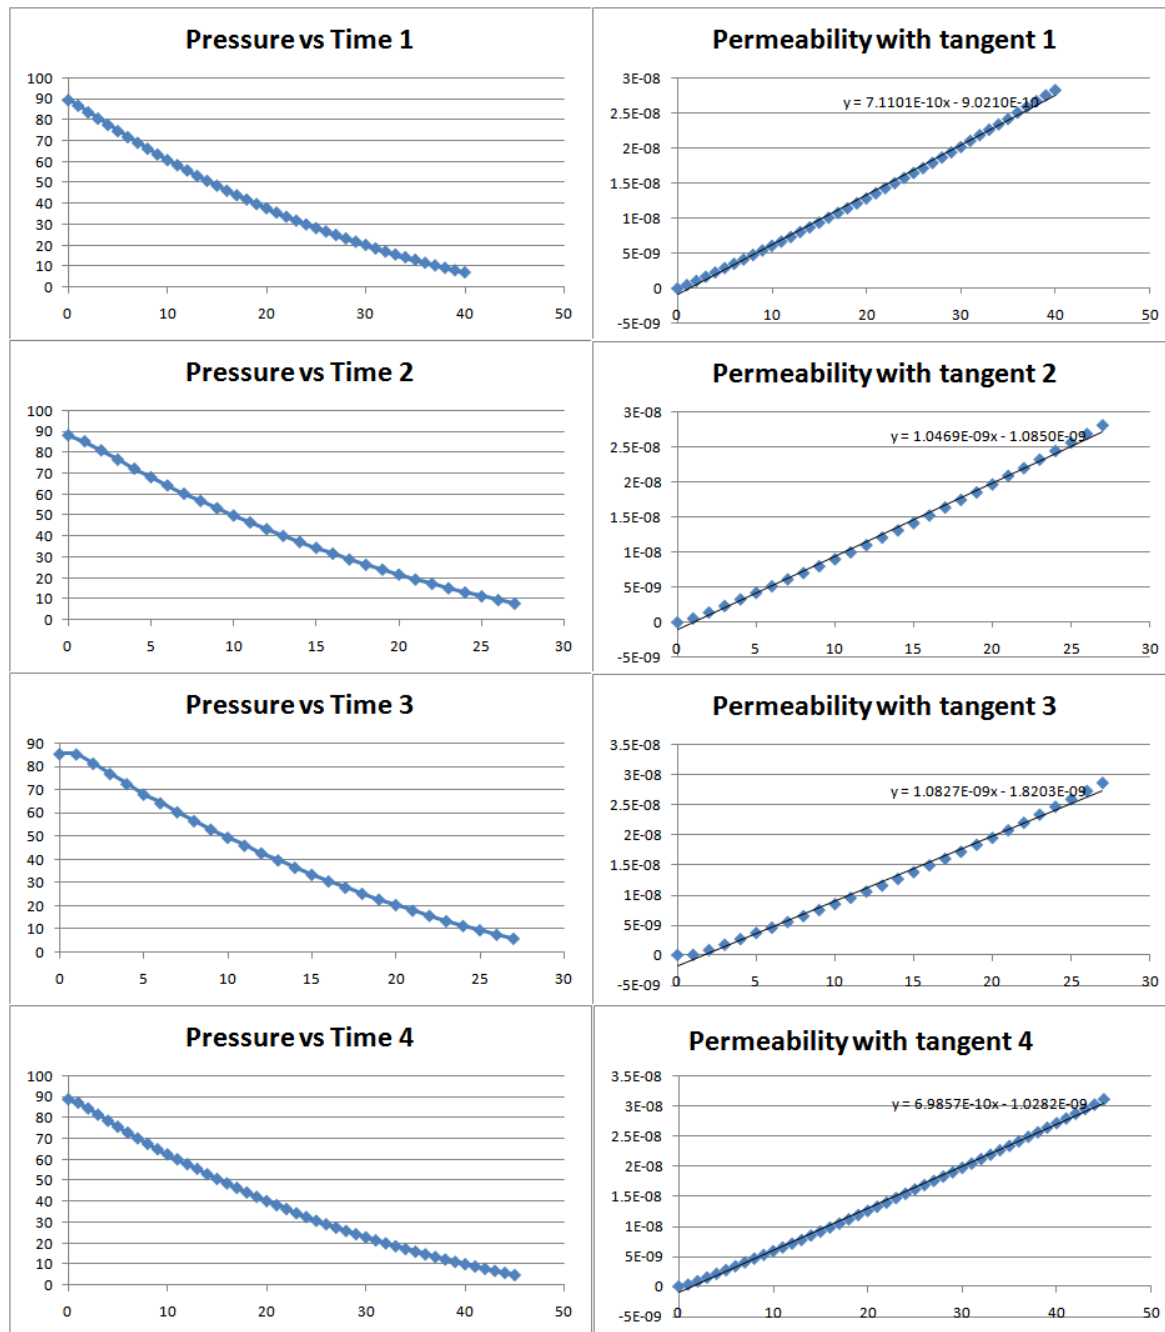 Pressure vs Time 1
100
90
80
70
60
50
40
30
20
10
0
0 10 20 30 40 50
Permeability with tangent 1
3E-08
y = 7.1101E-10x - 9.0210E-10
2.5E-08
2E-08
1.5E-08
1E-08
5E-09
0
0 10 20 30 40 50
-5E-09
Pressure vs Time 2
100
90
80
70
60
50
40
30
20
10
0
0 5 10 15 20 25 30
Permeability with tangent 2
3E-08
y = 1.0469E-09x - 1.0850E-09
2.5E-08
2E-08
1.5E-08
1E-08
5E-09
0
0 5 10 15 20 25 30
-5E-09
Pressure vs Time 3
90
80
70
60
50
40
30
20
10
0
0 5 10 15 20 25 30
Permeability with tangent 3
3.5E-08
3E-08
y = 1.0827E-09x - 1.8203E-09
2.5E-08
2E-08
1.5E-08
1E-08
5E-09
0
0 5 10 15 20 25 30
-5E-09
Pressure vs Time 4
100
90
80
70
60
50
40
30
20
10
0
0 10 20 30 40 50
Permeability with tangent 4
3.5E-08
3E-08
y = 6.9857E-10x - 1.0282E-09
2.5E-08
2E-08
1.5E-08
1E-08
5E-09
0
0 10 20 30 40 50
-5E-09